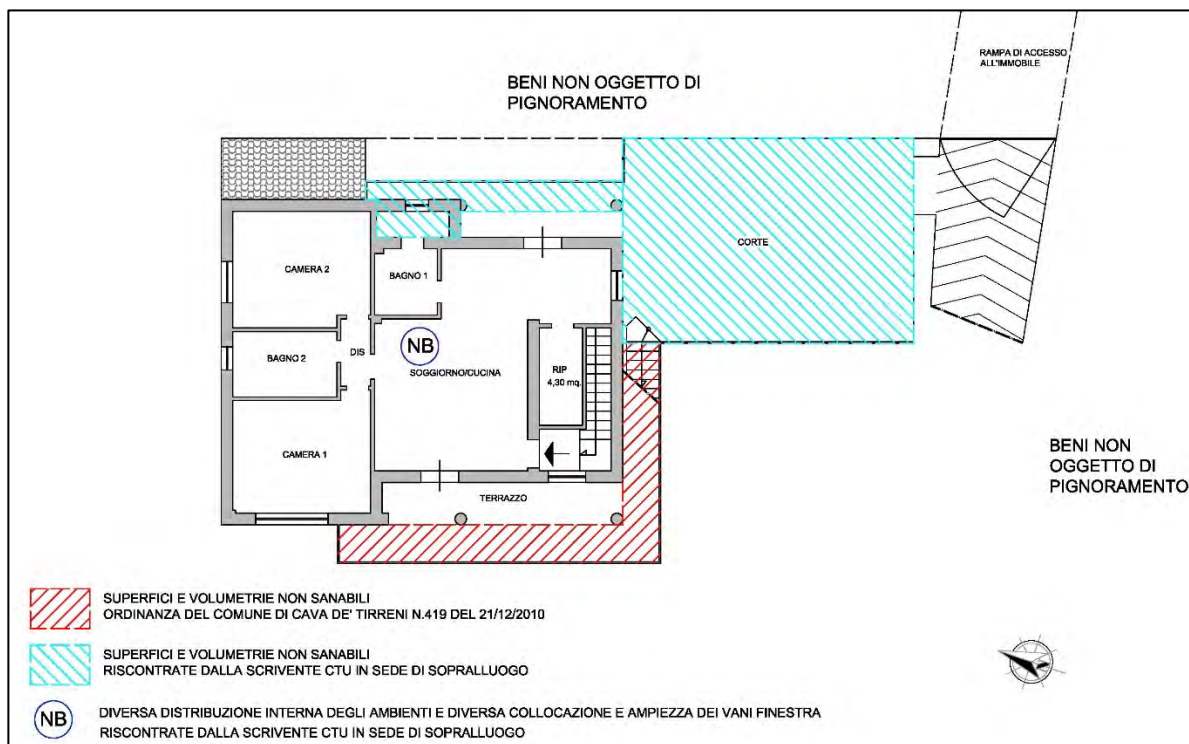 RAMPA DI ACCESSO
ALL'IMMOBILE
BENI NON OGGETTO DI
PIGNORAMENTO
CORTE
CAMERA 2
BAGNO 1
BAGNO 2
DIS
NB
SOGGIORNO/CUCINA
RIP
4,30 mq.
CAMERA 1
TERRAZZO
BENI NON
OGGETTO DI
PIGNORAMENTO
SUPERFICI E VOLUMETRIE NON SANABILI
ORDINANZA DEL COMUNE DI CAVA DE' TIRRENI N.419 DEL 21/12/2010
SUPERFICI E VOLUMETRIE NON SANABILI
RISCONTRATE DALLA SCRIVENTE CTU IN SEDE DI SOPRALLUOGO
NB
DIVERSA DISTRIBUZIONE INTERNA DEGLI AMBIENTI E DIVERSA COLLOCAZIONE E AMPIEZZA DEI VANI FINESTRA
RISCONTRATE DALLA SCRIVENTE CTU IN SEDE DI SOPRALLUOGO